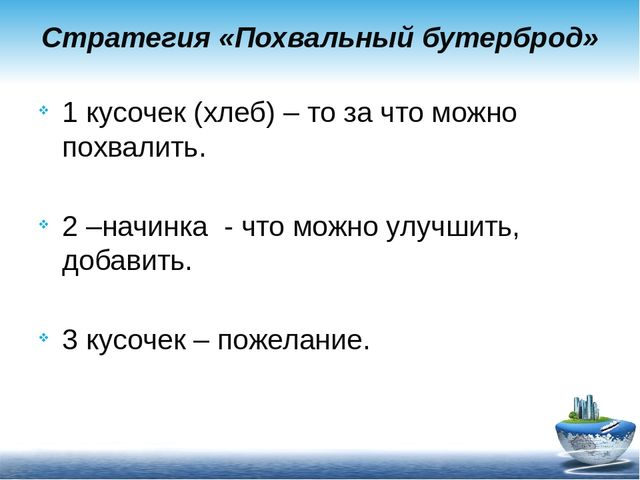 Стратегия «Похвальный бутерброд»
1 кусочек (хлеб) – то за что можно
похвалить.
2 –начинка  - что можно улучшить,
добавить.
3 кусочек – пожелание.